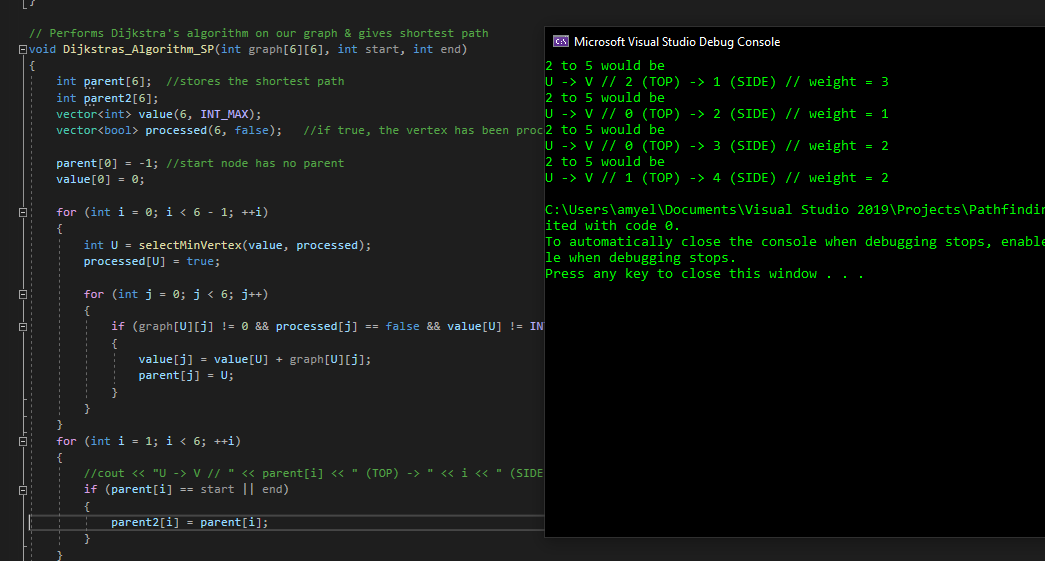 }
// Performs Dijkstra's algorithm on our graph & gives shortest path
void Dijkstras_Algorithm_SP(int graph[6][6], int start, int end)
{
int parent[6];  //stores the shortest path
int parent2[6];
vector<int> value(6, INT_MAX);
vector<bool> processed(6, false);   //if true, the vertex has been proc
parent[0] = -1; //start node has no parent
value[0] = 0;
for (int i = 0; i < 6 - 1; ++i)
{
int U = selectMinVertex(value, processed);
processed[U] = true;
for (int j = 0; j < 6; j++)
{
if (graph[U][j] != 0 && processed[j] == false && value[U] != IN
{
value[j] = value[U] + graph[U][j];
parent[j] = U;
}
}
}
for (int i = 1; i < 6; ++i)
{
//cout << "U -> V // " << parent[i] << " (TOP) -> " << i << " (SIDE
if (parent[i] == start || end)
{
parent2[i] = parent[i];
}
}
Microsoft Visual Studio Debug Console
2 to 5 would be
U -> V // 2 (TOP) -> 1 (SIDE) // weight = 3
2 to 5 would be
U -> V // 0 (TOP) -> 2 (SIDE) // weight = 1
2 to 5 would be
U -> V // 0 (TOP) -> 3 (SIDE) // weight = 2
2 to 5 would be
U -> V // 1 (TOP) -> 4 (SIDE) // weight = 2
C:\Users\amyel\Documents\Visual Studio 2019\Projects\Pathfindin
ited with code 0.
To automatically close the console when debugging stops, enable
le when debugging stops.
Press any key to close this window . . .